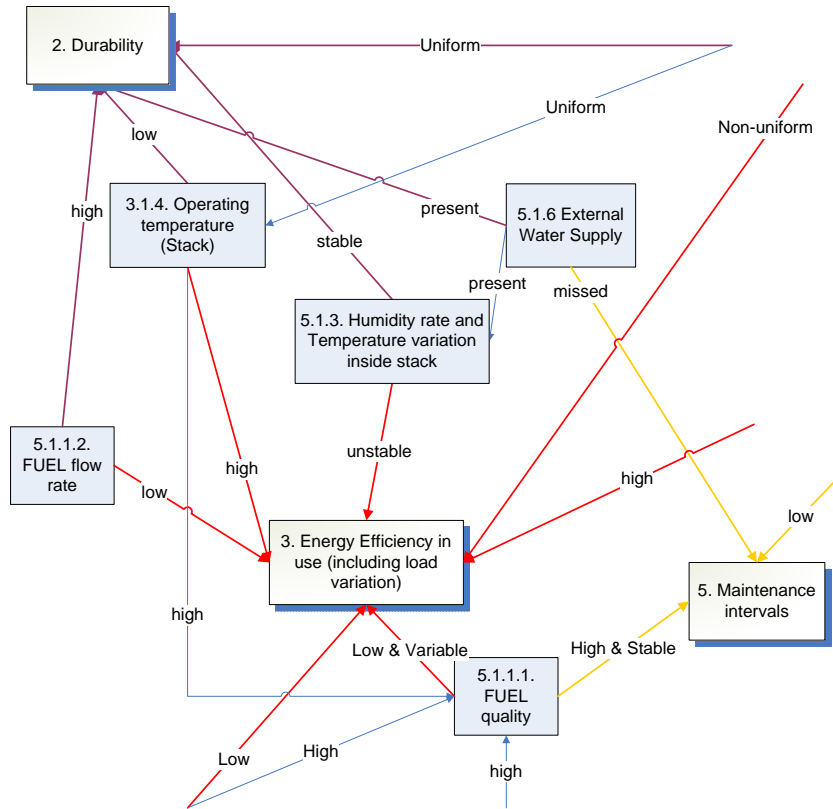 2. Durability
Uniform
Uniform
Non-uniform
low
high
3.1.4. Operating
temperature
(Stack)
present
5.1.6 External
Water Supply
stable
present
missed
5.1.3. Humidity rate and
Temperature variation
inside stack
5.1.1.2.
FUEL flow
rate
unstable
high
high
low
low
3. Energy Efficiency in
use (including load
variation)
5. Maintenance
intervals
high
Low & Variable
High & Stable
5.1.1.1.
FUEL
quality
Low
High
high